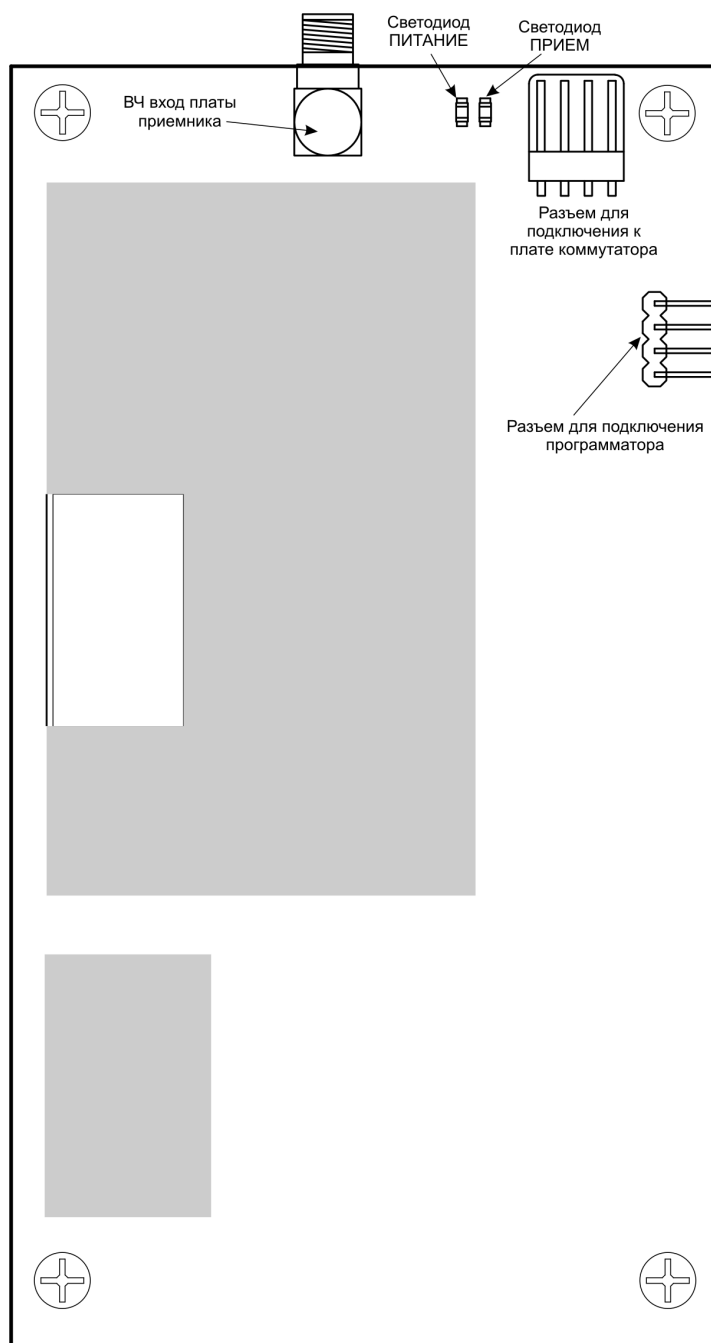 Светодиод
ПИТАНИЕ
Светодиод
ПРИЕМ
ВЧ вход платы
приемника
Разъем для
подключения к
плате коммутатора
Разъем для подключения
программатора